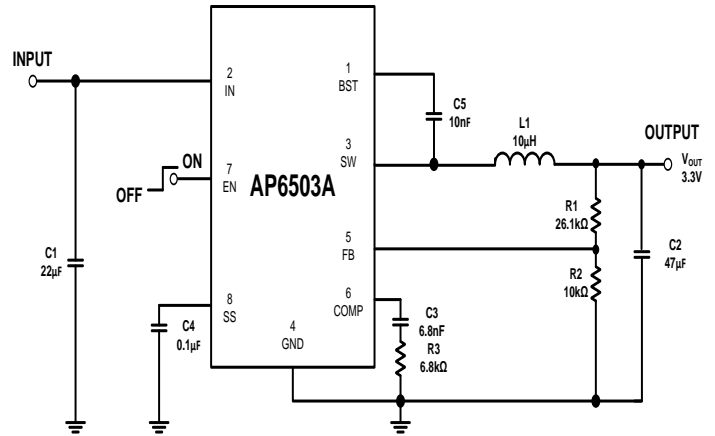 INPUT
2
IN
1
BST
C5
10nF
L1
10µH
OUTPUT
VOUT
3.3V
3
SW
ON
OFF
7
EN
AP6503A
R1
26.1kΩ
5
FB
C2
47µF
R2
10kΩ
C1
22µF
6
COMP
8
SS
C4
0.1µF
4
GND
C3
6.8nF
R3
6.8kΩ